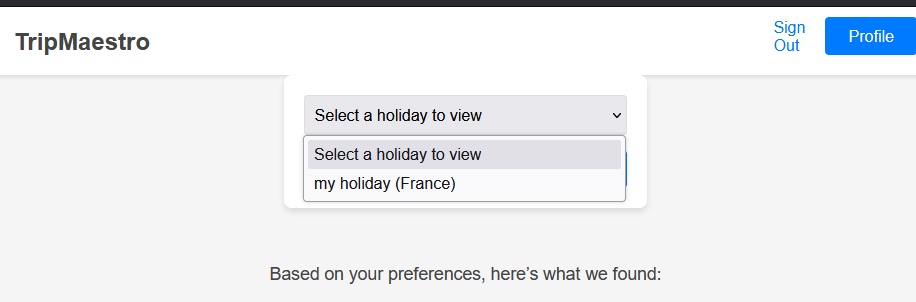 TripMaestro
Sign
Out
Profile
Select a holiday to view
Select a holiday to view
my holiday (France)
Based on your preferences, here’s what we found: